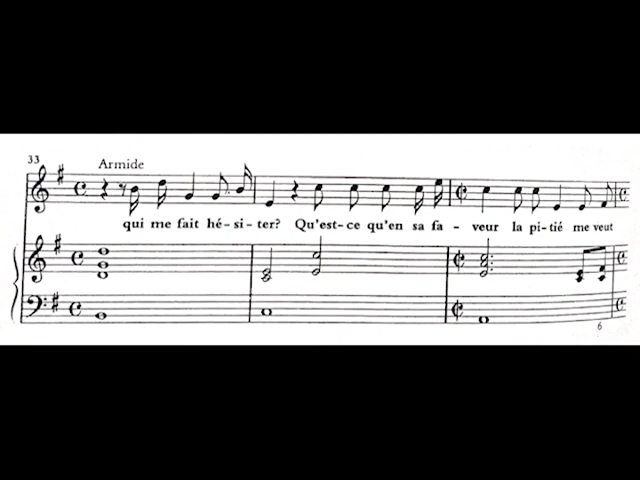 33
Armide
qui me fait hé-si-ter? Qu'est-ce qu'en sa fa-veur la pi-tié me veut
6